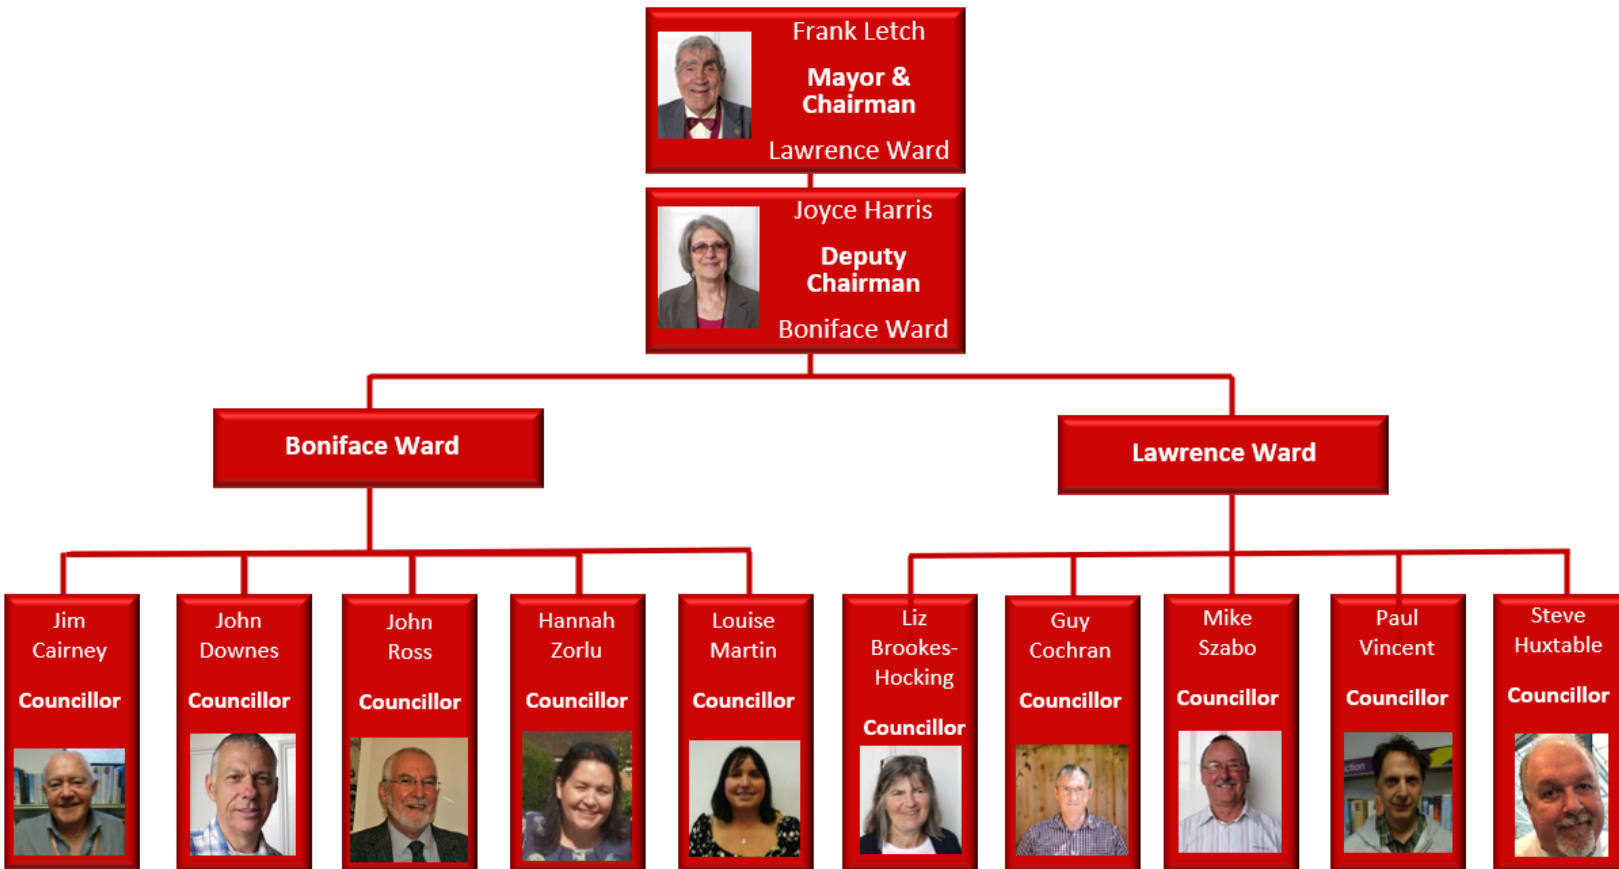 Frank Letch
Mayor &
Chairman
Lawrence Ward
Joyce Harris
Deputy
Chairman
Boniface Ward
Boniface Ward
Lawrence Ward
Jim
Cairney
Councillor
John
Downes
Councillor
John
Ross
Councillor
Hannah
Zorlu
Councillor
Louise
Martin
Councillor
Liz
Brookes-
Hocking
Councillor
Guy
Cochran
Councillor
Mike
Szabo
Councillor
Paul
Vincent
Councillor
ction
Steve
Huxtable
Councillor